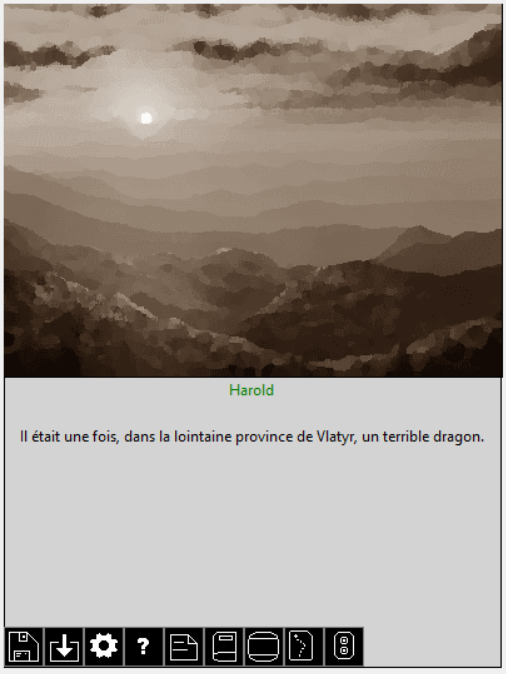 Harold
Il était une fois, dans la lointaine province de Vlatyr, un terrible dragon.
?